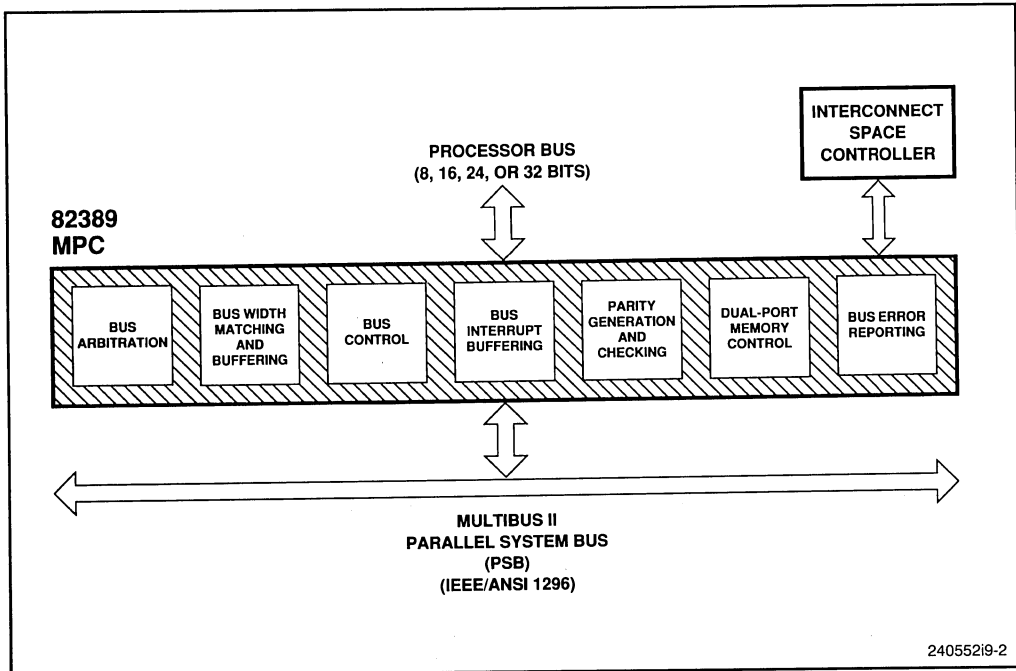 INTERCONNECT
SPACE
CONTROLLER
PROCESSOR BUS
(8, 16, 24, OR 32 BITS)
82389
MPC
BUS
ARBITRATION
BUS WIDTH
MATCHING
AND
BUFFERING
BUS
CONTROL
BUS
INTERRUPT
BUFFERING
PARITY
GENERATION
AND
CHECKING
DUAL-PORT
MEMORY
CONTROL
BUS ERROR
REPORTING
MULTIBUS II
PARALLEL SYSTEM BUS
(PSB)
(IEEE/ANSI 1296)
240552i9-2